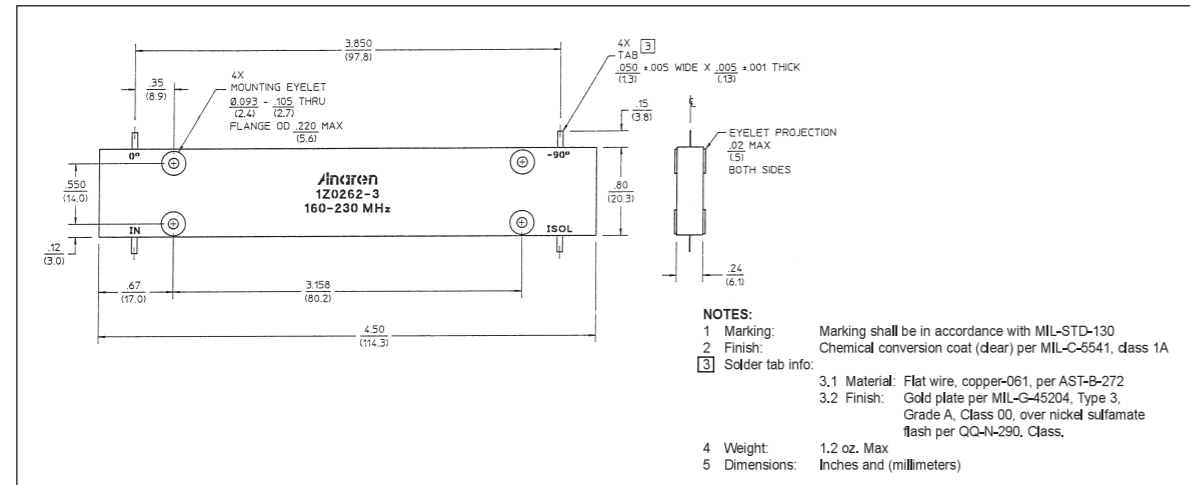 3.850
(97.8)
.35
(8.9)
4X
MOUNTING EYELET
Ø.093 - .105 THRU
(2.4) (2.7)
FLANGE OD .220 MAX
(5.6)
4X 3
TAB
.050 ±.005 WIDE X .005 ±.001 THICK
(1.3) (.13)
.15
(3.8)
0°
-90°
.550
(14.0)
Anaren
1Z0262-3
160-230 MHz
.80
(20.3)
IN
ISOL
.12
(3.0)
.67
(17.0)
3.158
(80.2)
4.50
(114.3)
EYELET PROJECTION
.02 MAX
(.5)
BOTH SIDES
.24
(6.1)
NOTES:
1 Marking: Marking shall be in accordance with MIL-STD-130
2 Finish: Chemical conversion coat (clear) per MIL-C-5541, class 1A
3 Solder tab info:
3.1 Material: Flat wire, copper-061, per AST-B-272
3.2 Finish: Gold plate per MIL-G-45204, Type 3,
Grade A, Class 00, over nickel sulfamate
flash per QQ-N-290. Class.
4 Weight: 1.2 oz. Max
5 Dimensions: Inches and (millimeters)